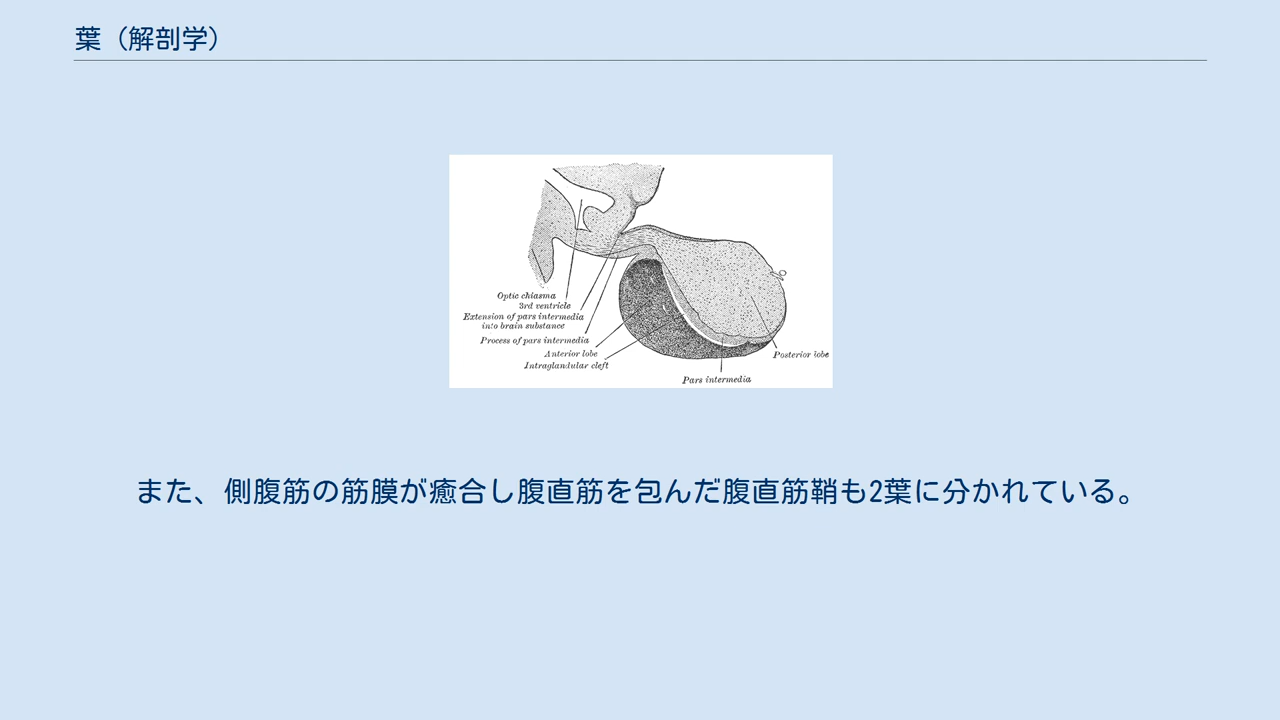 葉（解剖学）
Optic chiasma
3rd ventricle
Extension of pars intermedia
into brain substance
Process of pars intermedia
Anterior lobe
Intraglandular cleft
Posterior lobe
Pars intermedia
また、側腹筋の筋膜が癒合し腹直筋を包んだ腹直筋鞘も2葉に分かれている。